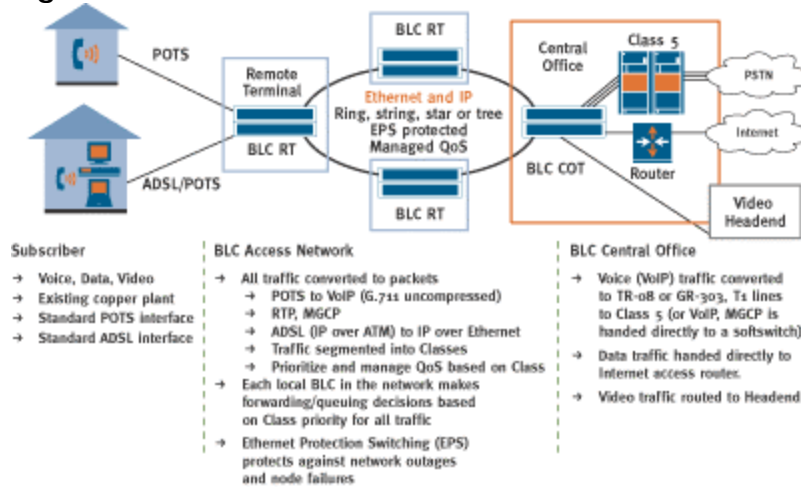 POTS
ADSL/POTS
Remote
Terminal
BLC RT
BLC RT
Ethernet and IP
Ring, string, star or tree
EPS protected
Managed QoS
BLC RT
Central
Office
Class 5
BLC COT
Router
PSTN
Internet
Video
Headend
Subscriber
→ Voice, Data, Video
→ Existing copper plant
→ Standard POTS interface
→ Standard ADSL interface
BLC Access Network
→ All traffic converted to packets
→ POTS to VoIP (G.711 uncompressed)
→ RTP, MGCP
→ ADSL (IP over ATM) to IP over Ethernet
→ Traffic segmented into Classes
→ Prioritize and manage QoS based on Class
→ Each local BLC in the network makes
forwarding/queuing decisions based
on Class priority for all traffic
→ Ethernet Protection Switching (EPS)
protects against network outages
and node failures
BLC Central Office
→ Voice (VoIP) traffic converted
to TR-08 or GR-303, T1 lines
to Class 5 (or VoIP, MGCP is
handed directly to a softswitch)
→ Data traffic handed directly to
Internet access router.
→ Video traffic routed to Headend